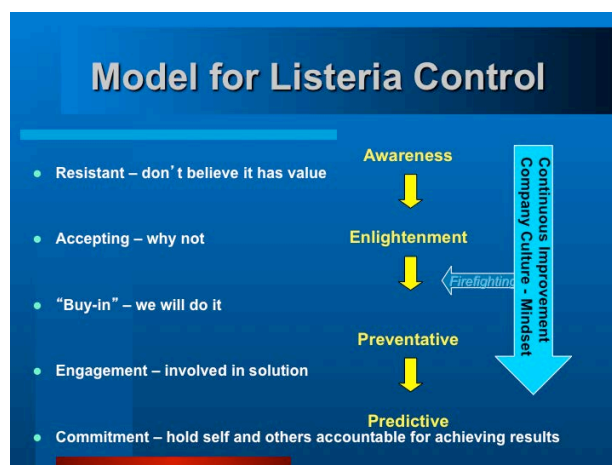 Model for Listeria Control
Resistant – don't believe it has value
Awareness
Accepting – why not
Enlightenment
Firefighting
“Buy-in” – we will do it
Preventative
Engagement – involved in solution
Predictive
Commitment – hold self and others accountable for achieving results
Continuous Improvement
Company Culture - Mindset